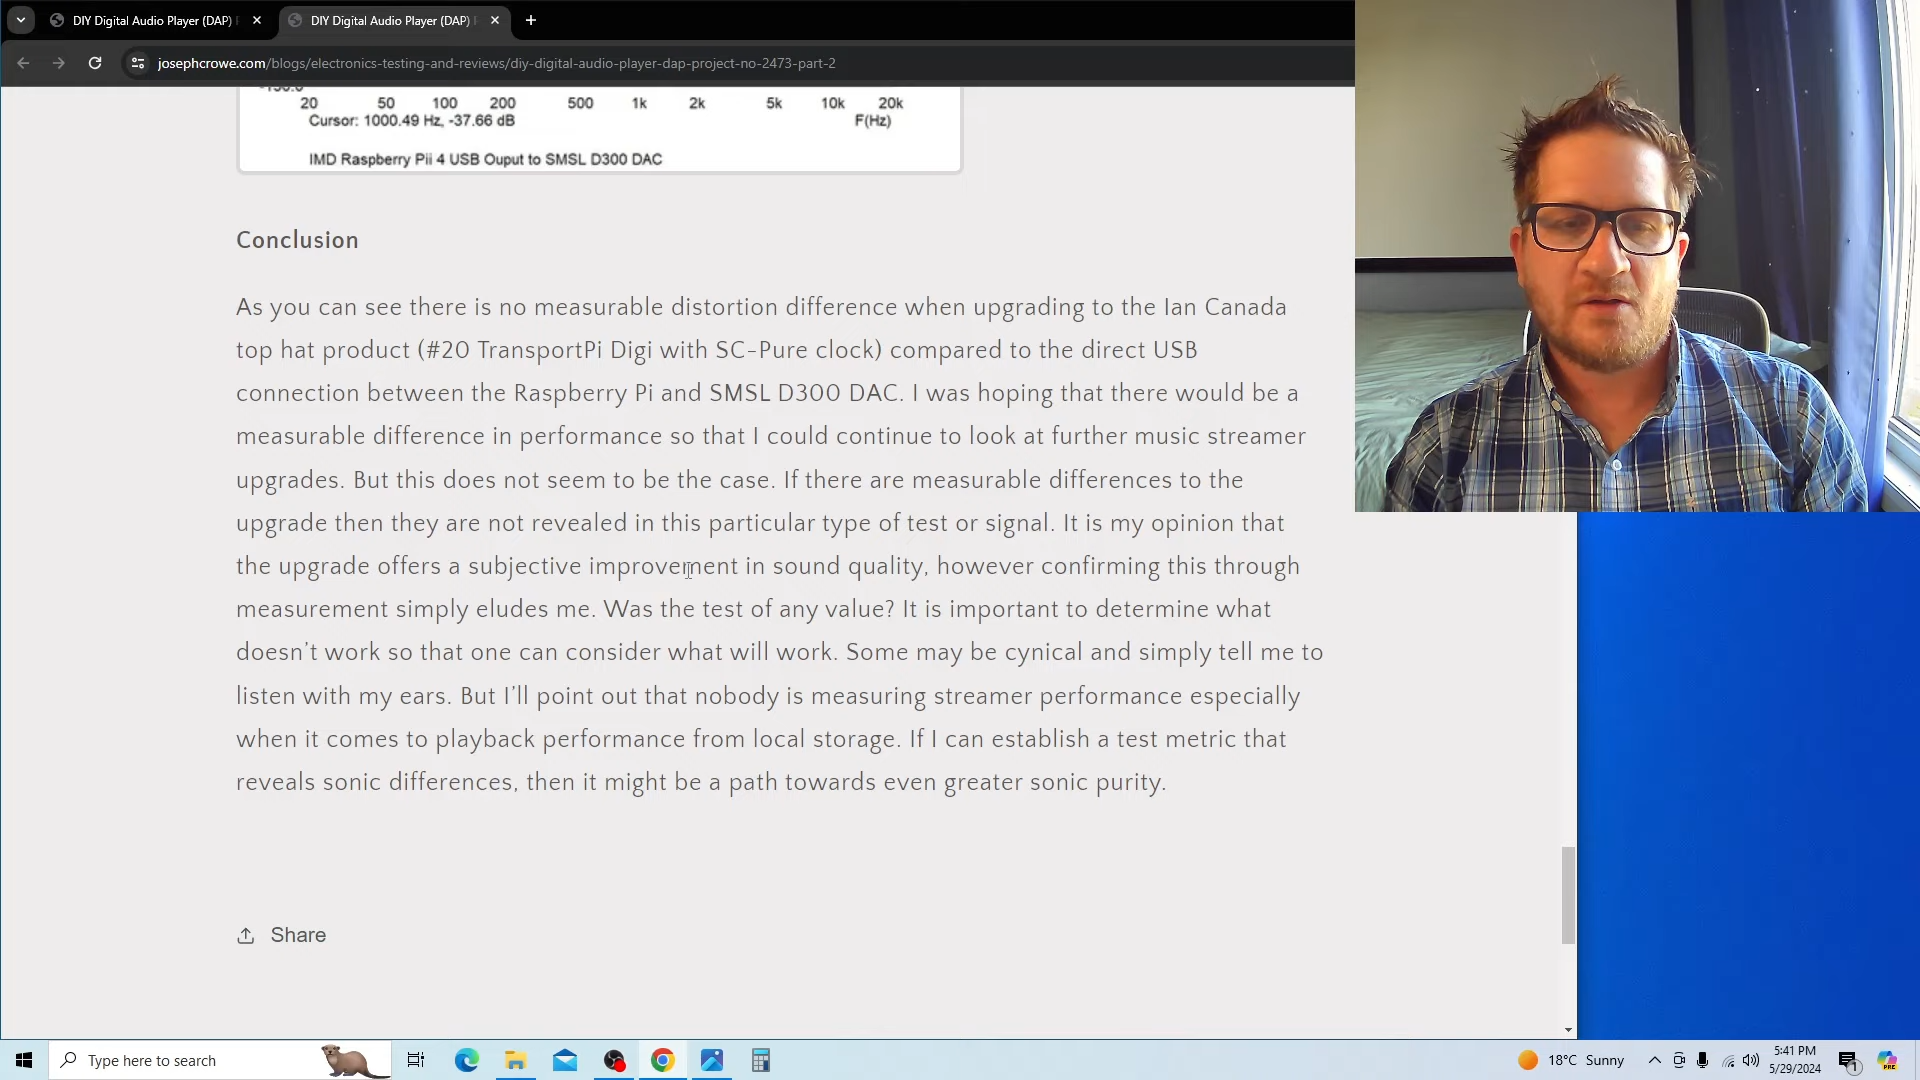 DIY Digital Audio Player (DAP)
DIY Digital Audio Player (DAP)
josephcrowe.com/blogs/electronics-testing-and-reviews/diy-digital-audio-player-dap-project-no-2473-part-2
20 50 100 200 500 1k 2k 5k 10k 20k
Cursor: 1000.49 Hz, -37.66 dB F(Hz)
IMD Raspberry Pii 4 USB Ouput to SMSL D300 DAC
Conclusion
As you can see there is no measurable distortion difference when upgrading to the Ian Canada
top hat product (#20 TransportPi Digi with SC-Pure clock) compared to the direct USB
connection between the Raspberry Pi and SMSL D300 DAC. I was hoping that there would be a
measurable difference in performance so that I could continue to look at further music streamer
upgrades. But this does not seem to be the case. If there are measurable differences to the
upgrade then they are not revealed in this particular type of test or signal. It is my opinion that
the upgrade offers a subjective improvement in sound quality, however confirming this through
measurement simply eludes me. Was the test of any value? It is important to determine what
doesn't work so that one can consider what will work. Some may be cynical and simply tell me to
listen with my ears. But I'll point out that nobody is measuring streamer performance especially
when it comes to playback performance from local storage. If I can establish a test metric that
reveals sonic differences, then it might be a path towards even greater sonic purity.
Share
Type here to search
18°C Sunny
5:41 PM
5/29/2024
1
PRE